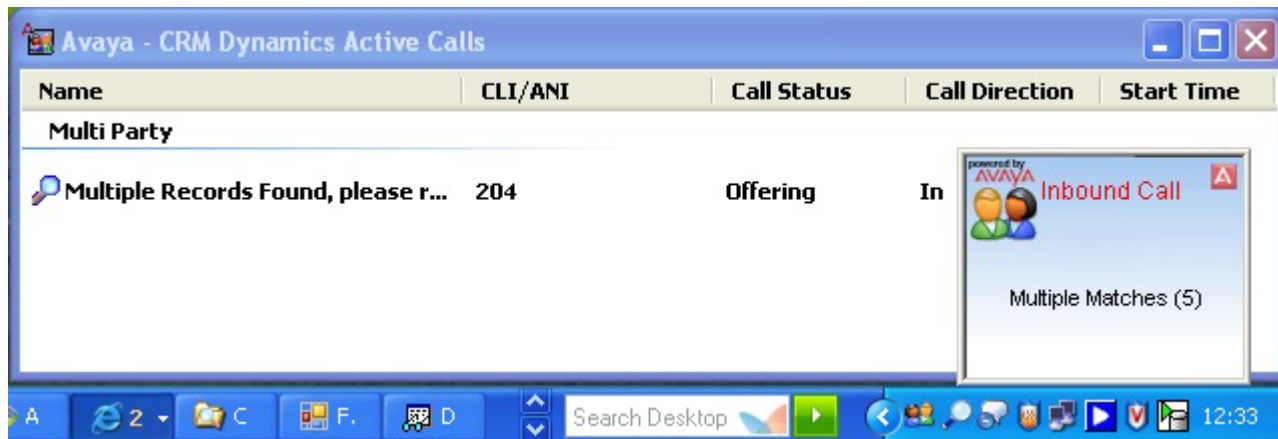 Avaya - CRM Dynamics Active Calls
Name CLI/ANI Call Status Call Direction Start Time
Multi Party
Multiple Records Found, please r... 204 Offering In
powered by
AVAYA
Inbound Call
Multiple Matches (5)
A 2 C F. D Search Desktop 12:33